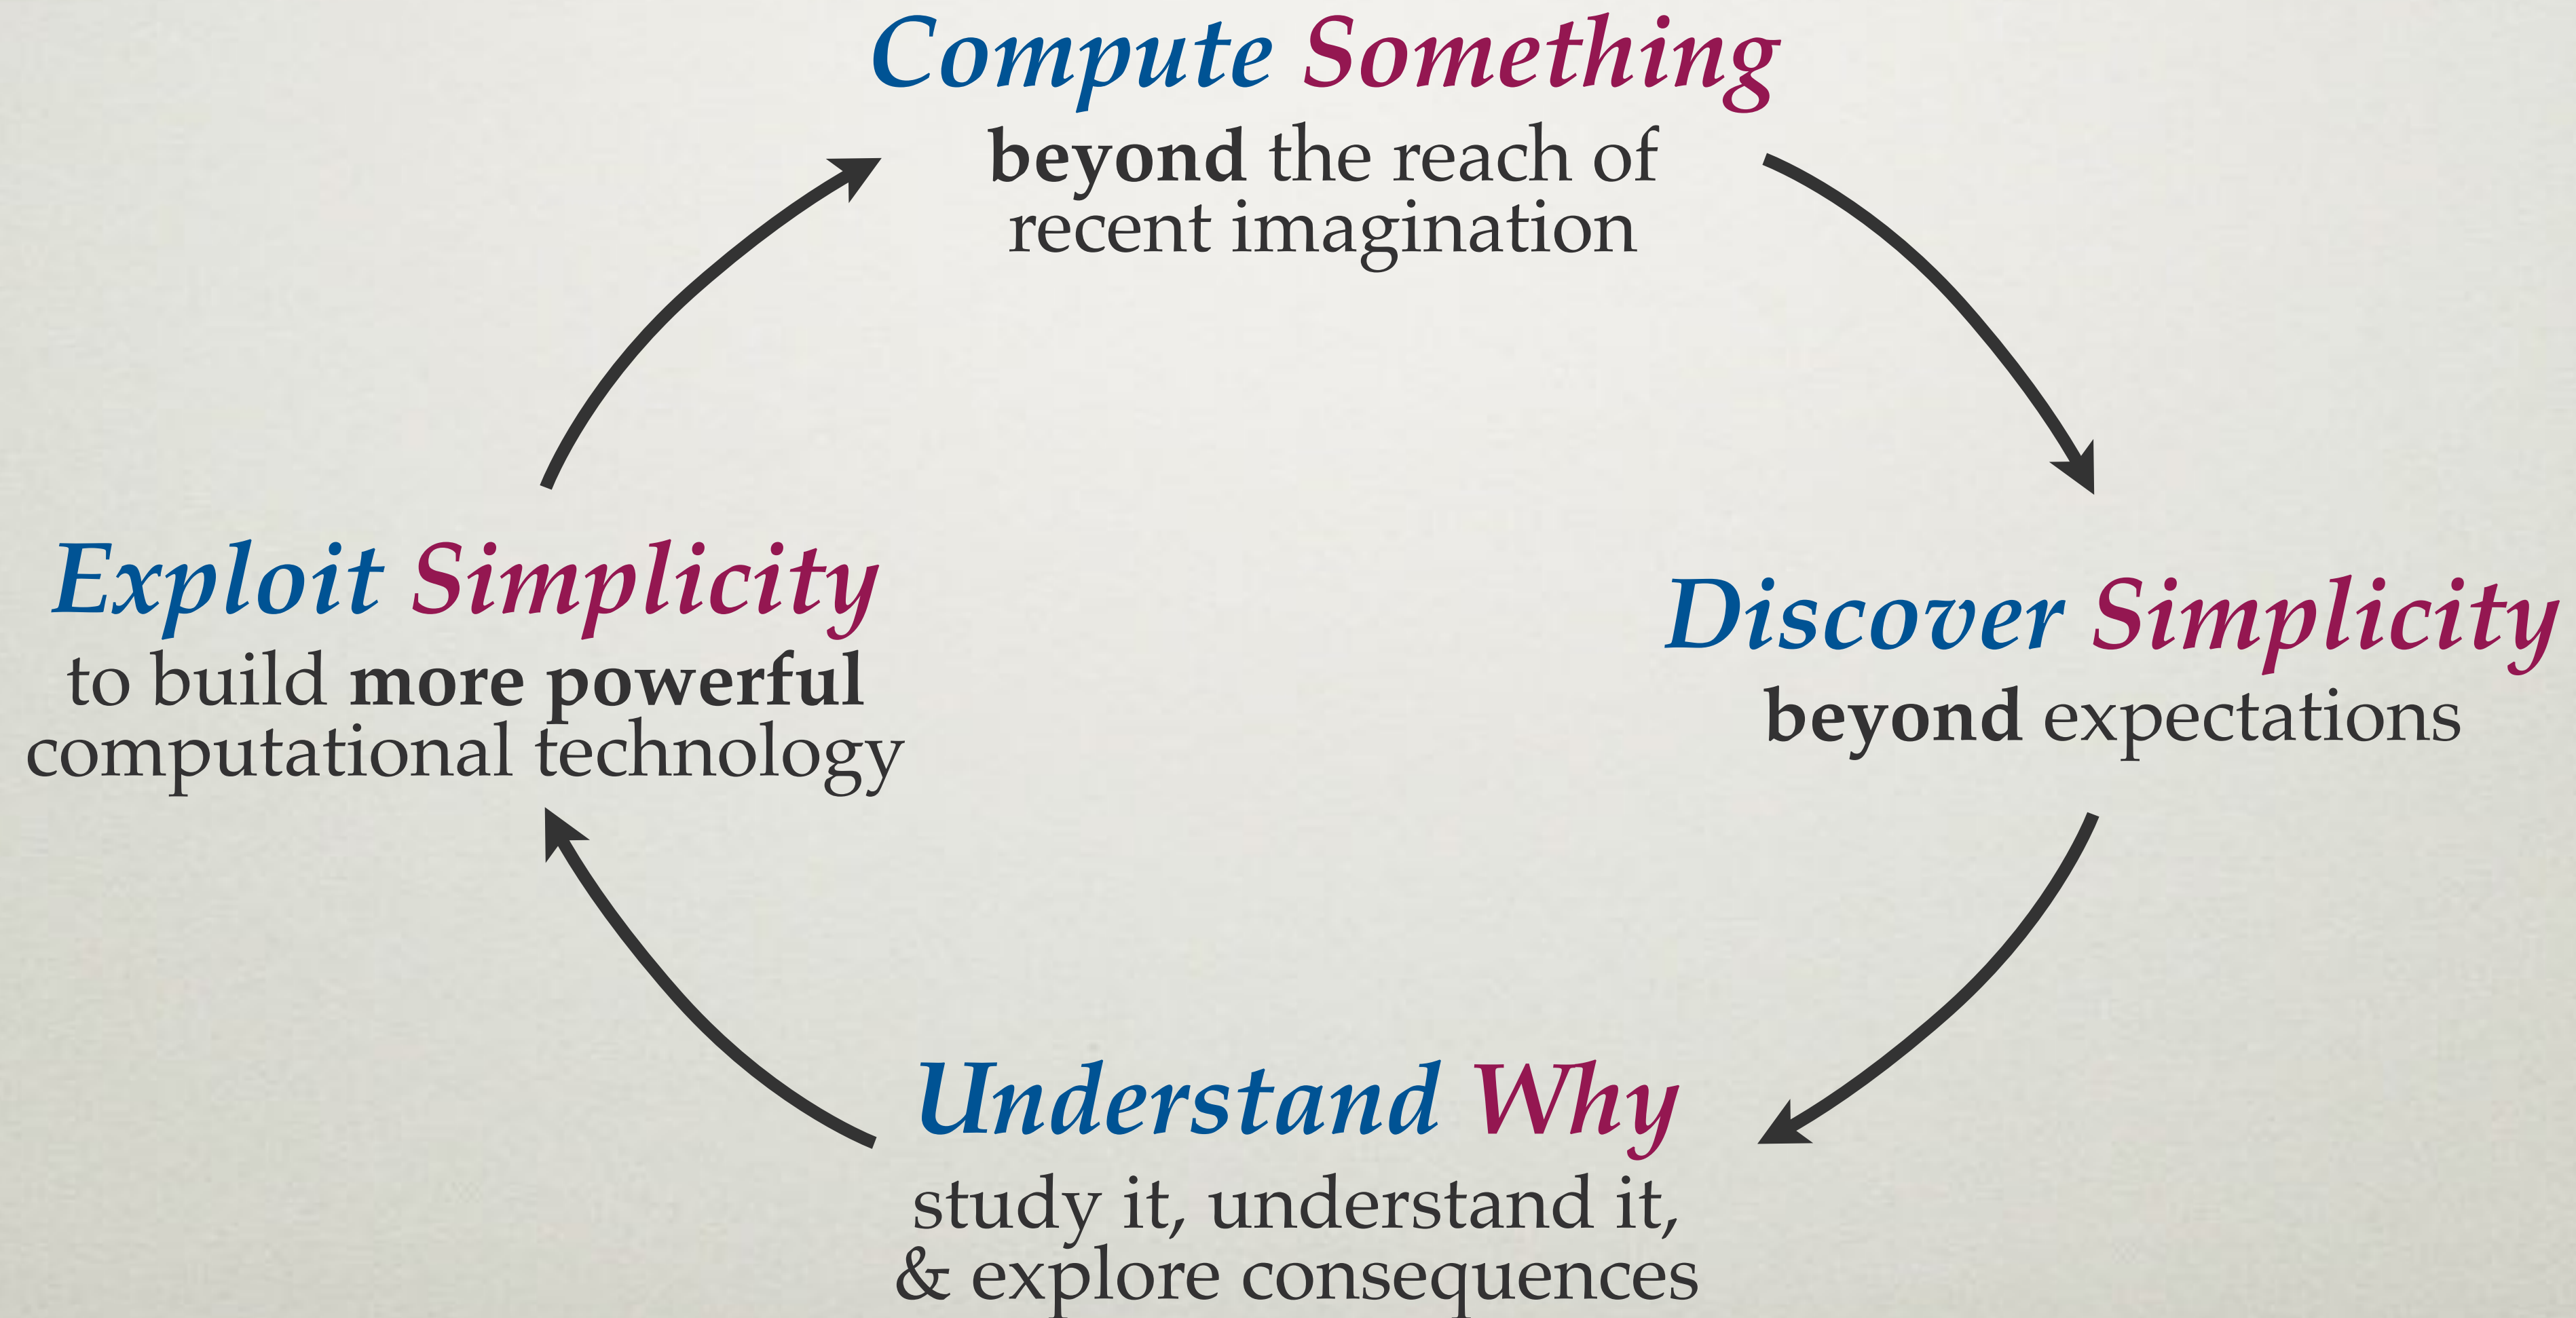 Compute Something
beyond the reach of
recent imagination
Discover Simplicity
beyond expectations
Understand Why
study it, understand it,
& explore consequences
Exploit Simplicity
to build more powerful
computational technology